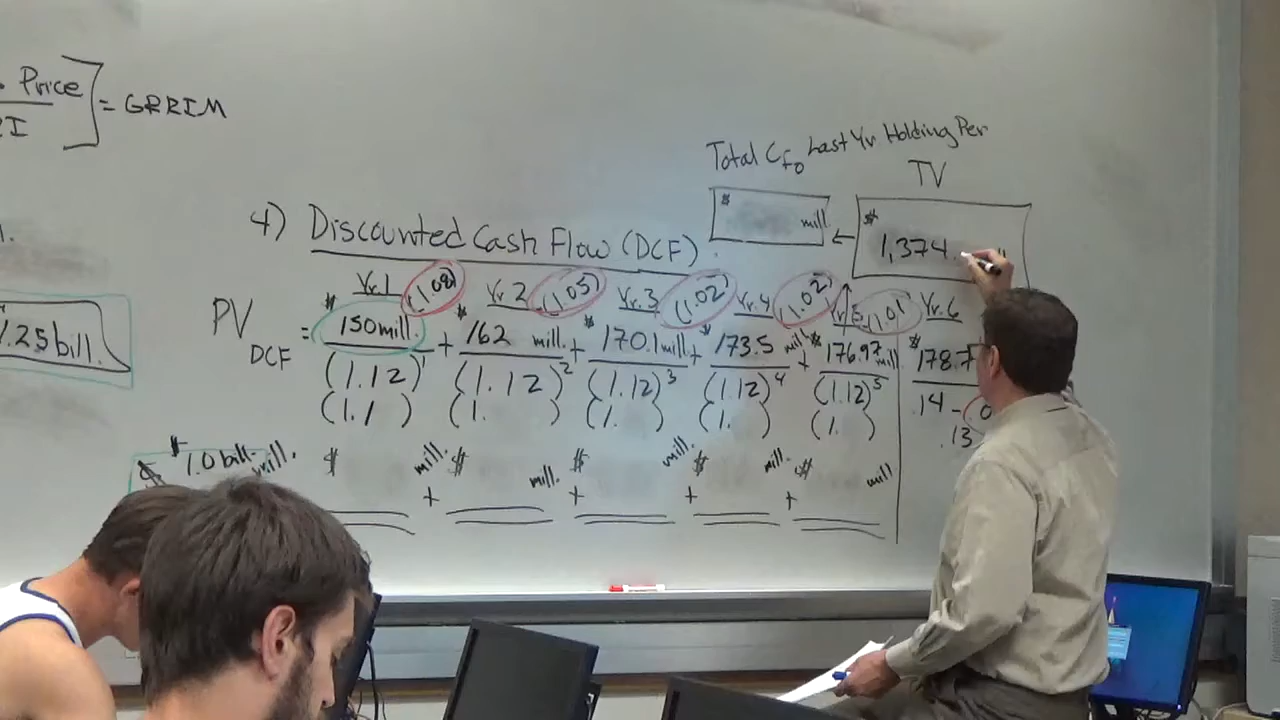 Price
= GRRIM
RI
Total Cfo Last Yr Holding Per
TV
$ mill
$ 1,374.
4) Discounted Cash Flow (DCF)
Yr.1 (1.08) Yr 2 (1.05) Yr.3 (1.02) Yr.4 (1.02) Yr.5 (1.01) Yr.6
PV DCF = $150 mill. + $162 mill. + $170.1 mill + $173.5 mill + $176.97 mill $178.7
(1.12)1 (1.12)2 (1.12)3 (1.12)4 (1.12)5 .14 - .0
(1.1 ) (1. ) (1. ) (1. ) (1. ) .13
.25 bill.
$ 1.0 bill.
$ mill. + $ mill. + $ mill. + $ mill. + $ mill